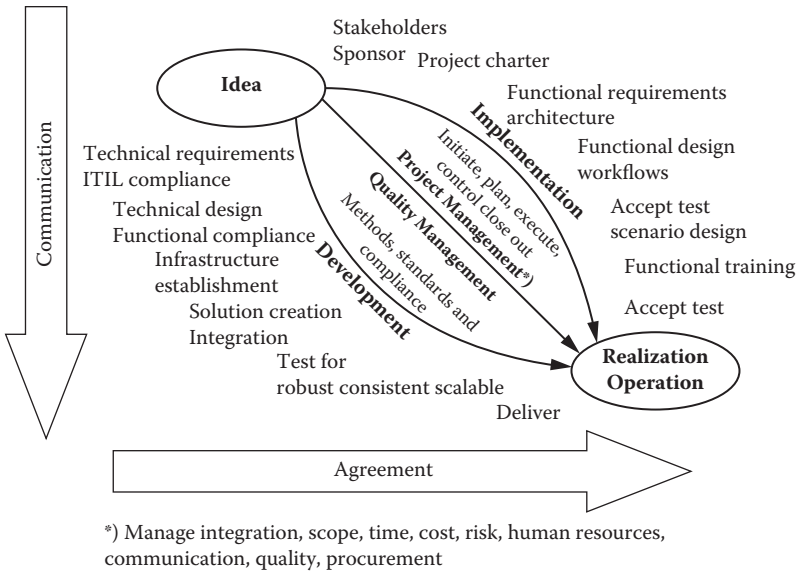 Stakeholders
Sponsor
Project charter
Idea
Functional requirements
architecture
Functional design
workflows
Accept test
scenario design
Functional training
Accept test
Implementation
Initiate, plan, execute,
control close out
Project Management*)
Quality Management
Methods, standards and
compliance
Development
Communication
Technical requirements
ITIL compliance
Technical design
Functional compliance
Infrastructure
establishment
Solution creation
Integration
Test for
robust consistent scalable
Deliver
Realization
Operation
Agreement
*) Manage integration, scope, time, cost, risk, human resources,
communication, quality, procurement